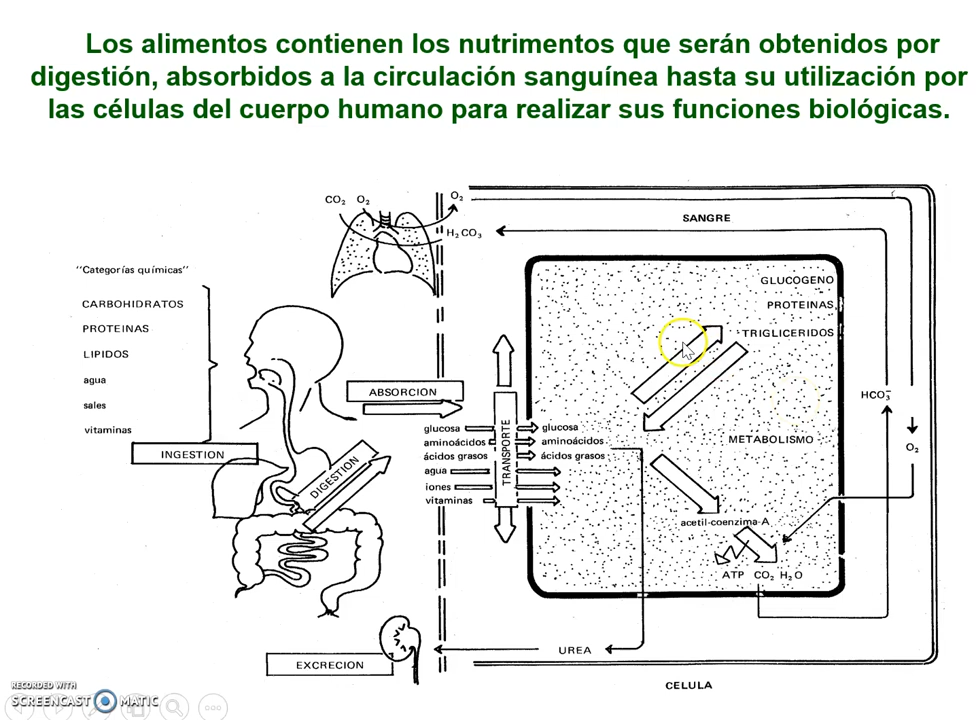 Los alimentos contienen los nutrimentos que serán obtenidos por
digestión, absorbidos a la circulación sanguínea hasta su utilización por
las células del cuerpo humano para realizar sus funciones biológicas.
CO2 O2
O2
H2CO3
SANGRE
"Categorías químicas"
CARBOHIDRATOS
PROTEINAS
LIPIDOS
agua
sales
vitaminas
INGESTION
DIGESTION
ABSORCION
glucosa
aminoácidos
ácidos grasos
agua
iones
vitaminas
TRANSPORTE
glucosa
aminoácidos
ácidos grasos
GLUCOGENO
PROTEINAS
TRIGLICERIDOS
METABOLISMO
acetil-coenzima-A
ATP CO2 H2O
HCO3-
O2
UREA
EXCRECION
CELULA
RECORDED WITH
SCREENCAST MATIC